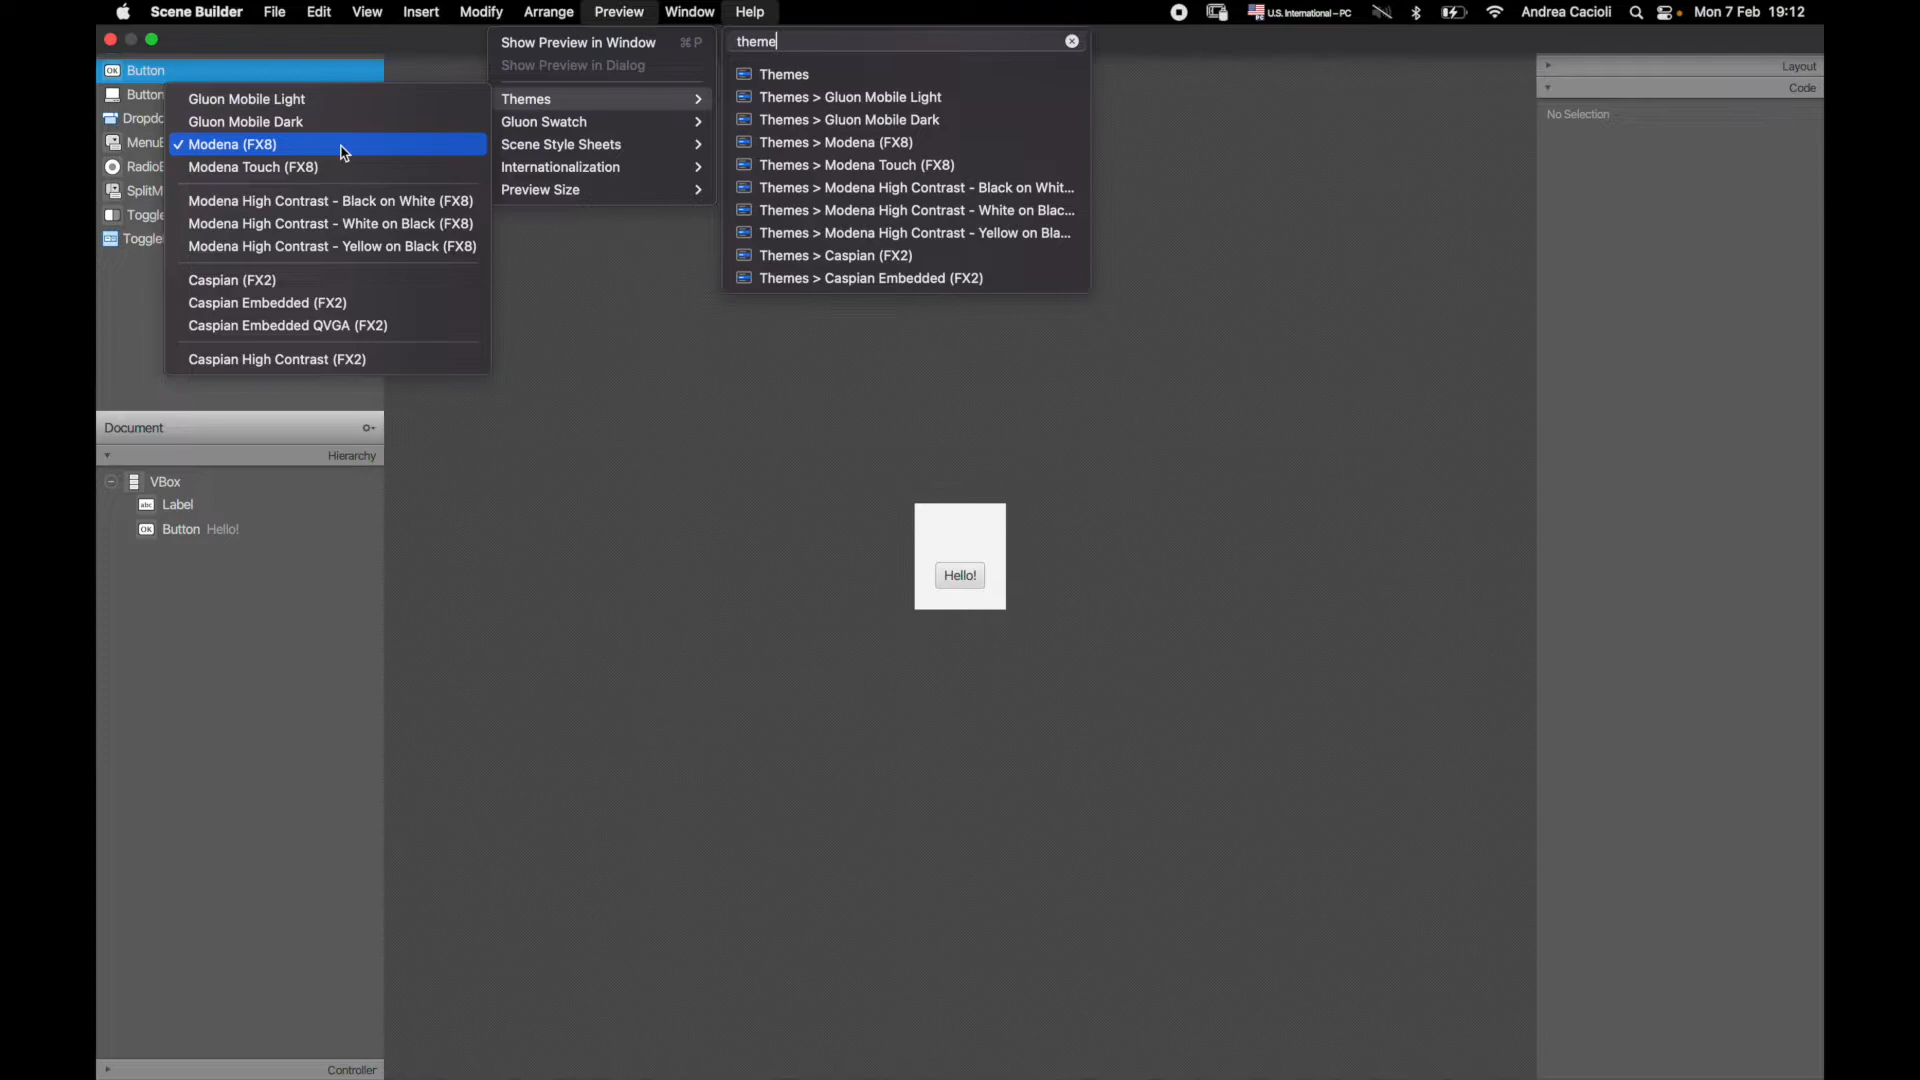 Scene Builder File Edit View Insert Modify Arrange Preview Window Help U.S. International – PC Andrea Cacioli Mon 7 Feb 19:12
Button
Button
Dropdo
MenuB
RadioB
SplitM
Toggle
Toggle
Gluon Mobile Light
Gluon Mobile Dark
✓ Modena (FX8)
Modena Touch (FX8)
Modena High Contrast - Black on White (FX8)
Modena High Contrast - White on Black (FX8)
Modena High Contrast - Yellow on Black (FX8)
Caspian (FX2)
Caspian Embedded (FX2)
Caspian Embedded QVGA (FX2)
Caspian High Contrast (FX2)
Show Preview in Window ⌘P
Show Preview in Dialog
Themes
Gluon Swatch
Scene Style Sheets
Internationalization
Preview Size
theme
Themes
Themes > Gluon Mobile Light
Themes > Gluon Mobile Dark
Themes > Modena (FX8)
Themes > Modena Touch (FX8)
Themes > Modena High Contrast - Black on Whit...
Themes > Modena High Contrast - White on Blac...
Themes > Modena High Contrast - Yellow on Bla...
Themes > Caspian (FX2)
Themes > Caspian Embedded (FX2)
Layout
Code
No Selection
Document
Hierarchy
VBox
abc Label
OK Button Hello!
Hello!
Controller